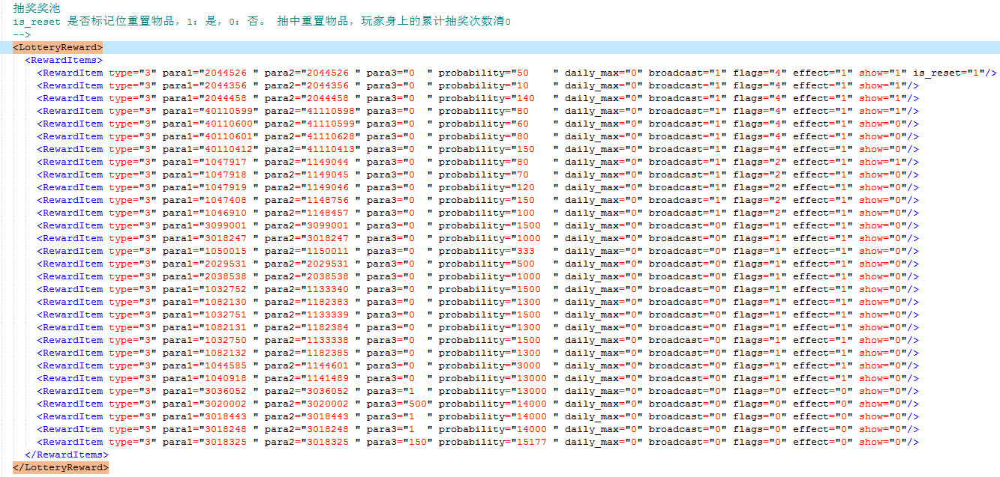 抽奖奖池
is_reset 是否标记位重置物品，1：是，0：否。 抽中重置物品，玩家身上的累计抽奖次数清0
-->
<LotteryReward>
  <RewardItems>
    <RewardItem type="3" para1="2044526 " para2="2044526 " para3="0  " probability="50    " daily_max="0" broadcast="1" flags="4" effect="1" show="1" is_reset="1"/>
    <RewardItem type="3" para1="2044356 " para2="2044356 " para3="0  " probability="10    " daily_max="0" broadcast="1" flags="4" effect="1" show="1"/>
    <RewardItem type="3" para1="2044458 " para2="2044458 " para3="0  " probability="140   " daily_max="0" broadcast="1" flags="4" effect="1" show="1"/>
    <RewardItem type="3" para1="40110599" para2="41110598" para3="0  " probability="80    " daily_max="0" broadcast="1" flags="4" effect="1" show="1"/>
    <RewardItem type="3" para1="40110600" para2="41110599" para3="0  " probability="60    " daily_max="0" broadcast="1" flags="4" effect="1" show="0"/>
    <RewardItem type="3" para1="40110601" para2="41110628" para3="0  " probability="80    " daily_max="0" broadcast="1" flags="4" effect="1" show="0"/>
    <RewardItem type="3" para1="40110412" para2="41110413" para3="0  " probability="150   " daily_max="0" broadcast="1" flags="4" effect="1" show="0"/>
    <RewardItem type="3" para1="1047917 " para2="1149044 " para3="0  " probability="80    " daily_max="0" broadcast="1" flags="2" effect="1" show="1"/>
    <RewardItem type="3" para1="1047918 " para2="1149045 " para3="0  " probability="70    " daily_max="0" broadcast="1" flags="2" effect="1" show="0"/>
    <RewardItem type="3" para1="1047919 " para2="1149046 " para3="0  " probability="120   " daily_max="0" broadcast="1" flags="2" effect="1" show="0"/>
    <RewardItem type="3" para1="1047408 " para2="1148756 " para3="0  " probability="150   " daily_max="0" broadcast="1" flags="2" effect="1" show="0"/>
    <RewardItem type="3" para1="1046910 " para2="1148457 " para3="0  " probability="100   " daily_max="0" broadcast="1" flags="2" effect="1" show="0"/>
    <RewardItem type="3" para1="3099001 " para2="3099001 " para3="0  " probability="1500  " daily_max="0" broadcast="0" flags="1" effect="1" show="0"/>
    <RewardItem type="3" para1="3018247 " para2="3018247 " para3="0  " probability="1000  " daily_max="0" broadcast="0" flags="1" effect="1" show="0"/>
    <RewardItem type="3" para1="1050015 " para2="1150011 " para3="0  " probability="333   " daily_max="0" broadcast="0" flags="1" effect="1" show="0"/>
    <RewardItem type="3" para1="2029531 " para2="2029531 " para3="0  " probability="500   " daily_max="0" broadcast="0" flags="1" effect="1" show="0"/>
    <RewardItem type="3" para1="2038538 " para2="2038538 " para3="0  " probability="1000  " daily_max="0" broadcast="0" flags="1" effect="1" show="0"/>
    <RewardItem type="3" para1="1032752 " para2="1133340 " para3="0  " probability="1500  " daily_max="0" broadcast="0" flags="1" effect="1" show="0"/>
    <RewardItem type="3" para1="1082130 " para2="1182383 " para3="0  " probability="1300  " daily_max="0" broadcast="0" flags="1" effect="1" show="0"/>
    <RewardItem type="3" para1="1032751 " para2="1133339 " para3="0  " probability="1500  " daily_max="0" broadcast="0" flags="1" effect="1" show="0"/>
    <RewardItem type="3" para1="1082131 " para2="1182384 " para3="0  " probability="1300  " daily_max="0" broadcast="0" flags="1" effect="1" show="0"/>
    <RewardItem type="3" para1="1032750 " para2="1133338 " para3="0  " probability="1500  " daily_max="0" broadcast="0" flags="1" effect="1" show="0"/>
    <RewardItem type="3" para1="1082132 " para2="1182385 " para3="0  " probability="1300  " daily_max="0" broadcast="0" flags="1" effect="1" show="0"/>
    <RewardItem type="3" para1="1044585 " para2="1144601 " para3="0  " probability="3000  " daily_max="0" broadcast="0" flags="1" effect="1" show="0"/>
    <RewardItem type="3" para1="1040918 " para2="1141489 " para3="0  " probability="13000 " daily_max="0" broadcast="0" flags="1" effect="1" show="0"/>
    <RewardItem type="3" para1="3036052 " para2="3036052 " para3="1  " probability="13000 " daily_max="0" broadcast="0" flags="0" effect="0" show="0"/>
    <RewardItem type="3" para1="3020002 " para2="3020002 " para3="500" probability="14000 " daily_max="0" broadcast="0" flags="0" effect="0" show="0"/>
    <RewardItem type="3" para1="3018443 " para2="3018443 " para3="1  " probability="14000 " daily_max="0" broadcast="0" flags="0" effect="0" show="0"/>
    <RewardItem type="3" para1="3018248 " para2="3018248 " para3="1  " probability="14000 " daily_max="0" broadcast="0" flags="0" effect="0" show="0"/>
    <RewardItem type="3" para1="3018325 " para2="3018325 " para3="150" probability="15177 " daily_max="0" broadcast="0" flags="0" effect="0" show="0"/>
  </RewardItems>
</LotteryReward>